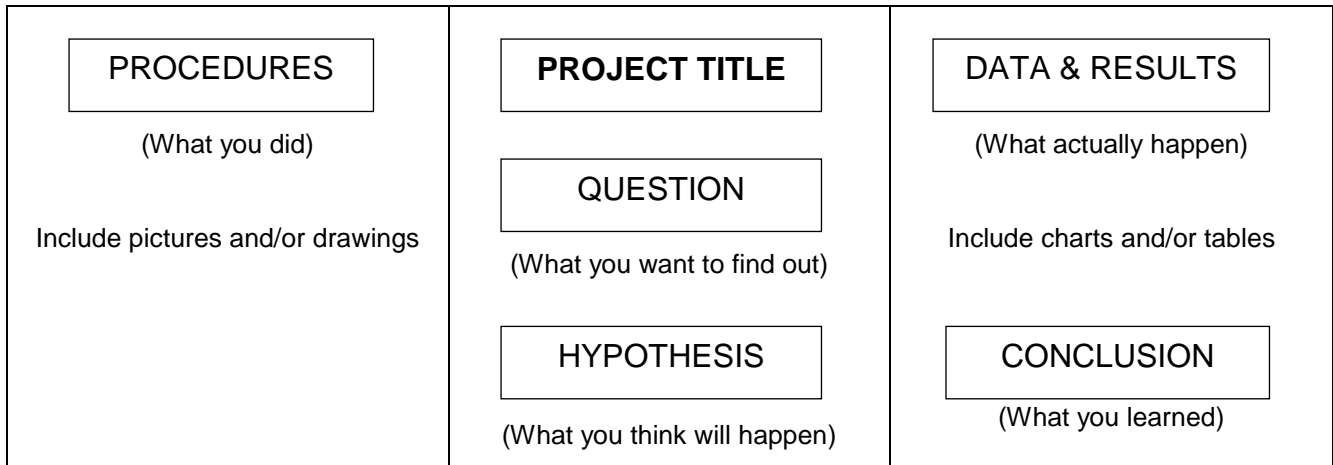 PROCEDURES
(What you did)
Include pictures and/or drawings
PROJECT TITLE
QUESTION
(What you want to find out)
HYPOTHESIS
(What you think will happen)
DATA & RESULTS
(What actually happen)
Include charts and/or tables
CONCLUSION
(What you learned)